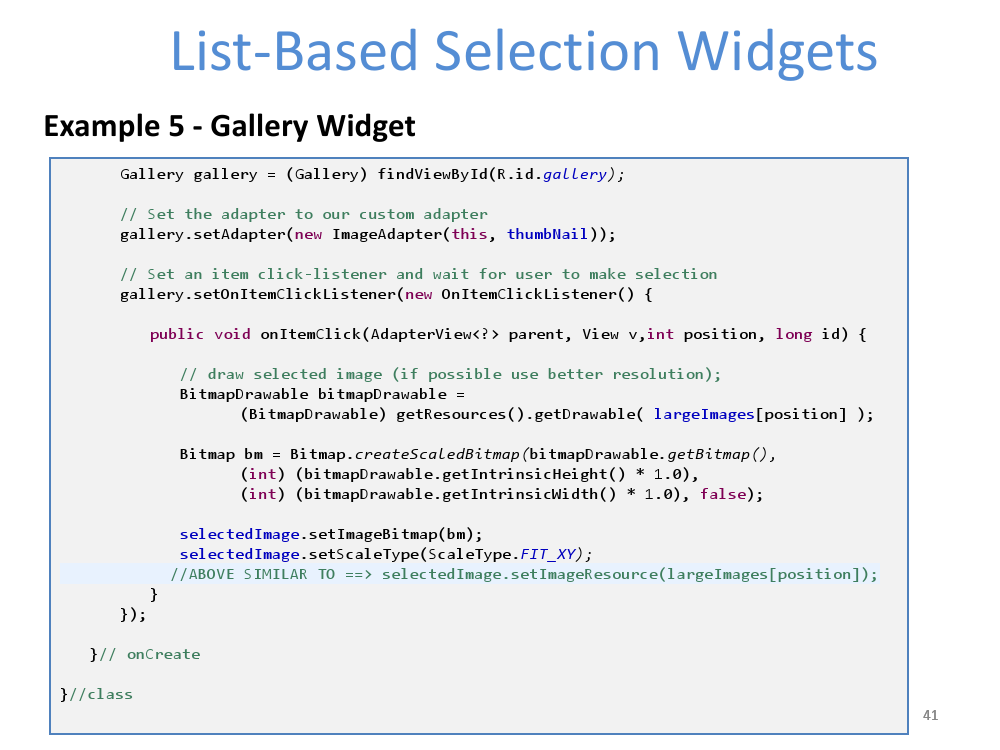 List-Based Selection Widgets
Example 5 - Gallery Widget
Gallery gallery = (Gallery) findViewById(R.id.gallery);
// Set the adapter to our custom adapter
gallery.setAdapter(new ImageAdapter(this, thumbNail));
// Set an item click-listener and wait for user to make selection
gallery.setOnItemClickListener(new OnItemClickListener() {
public void onItemClick(AdapterView<?> parent, View v,int position, long id) {
// draw selected image (if possible use better resolution);
BitmapDrawable bitmapDrawable =
(BitmapDrawable) getResources().getDrawable( largeImages[position] );
Bitmap bm = Bitmap.createScaledBitmap(bitmapDrawable.getBitmap(),
(int) (bitmapDrawable.getIntrinsicHeight() * 1.0),
(int) (bitmapDrawable.getIntrinsicWidth() * 1.0), false);
selectedImage.setImageBitmap(bm);
selectedImage.setScaleType(ScaleType.FIT_XY);
//ABOVE SIMILAR TO ==> selectedImage.setImageResource(largeImages[position]);
}
});
}// onCreate
}//class
41